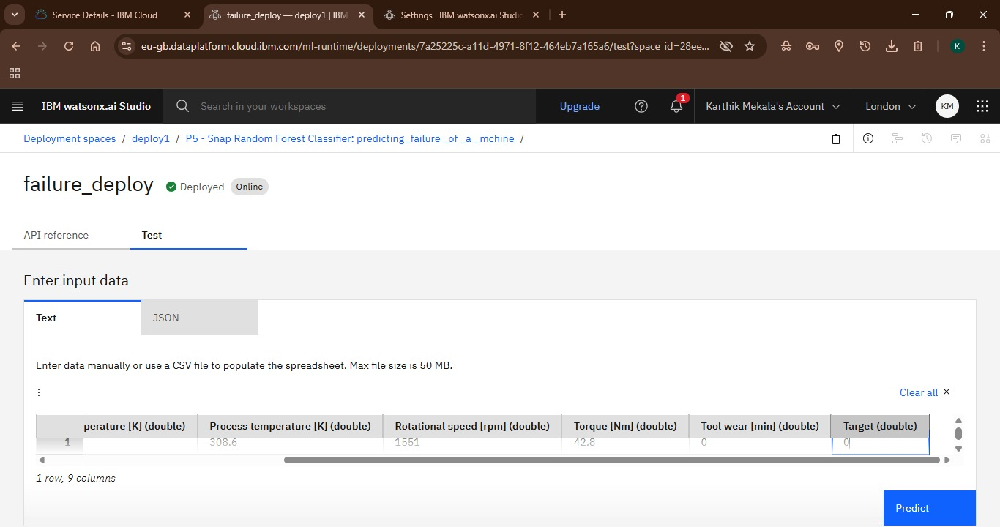 Service Details - IBM Cloud
failure_deploy — deploy1 | IBM
Settings | IBM watsonx.ai Studio
eu-gb.dataplatform.cloud.ibm.com/ml-runtime/deployments/7a25225c-a11d-4971-8f12-464eb7a165a6/test?space_id=28ee...
K
IBM watsonx.ai Studio
Search in your workspaces
Upgrade
1
Karthik Mekala's Account
London
KM
Deployment spaces / deploy1 / P5 - Snap Random Forest Classifier: predicting_failure _of _a _mchine /
failure_deploy
Deployed
Online
API reference
Test
Enter input data
Text
JSON
Enter data manually or use a CSV file to populate the spreadsheet. Max file size is 50 MB.
Clear all ×
perature [K] (double) Process temperature [K] (double) Rotational speed [rpm] (double) Torque [Nm] (double) Tool wear [min] (double) Target (double)
1 308.6 1551 42.8 0 0
1 row, 9 columns
Predict